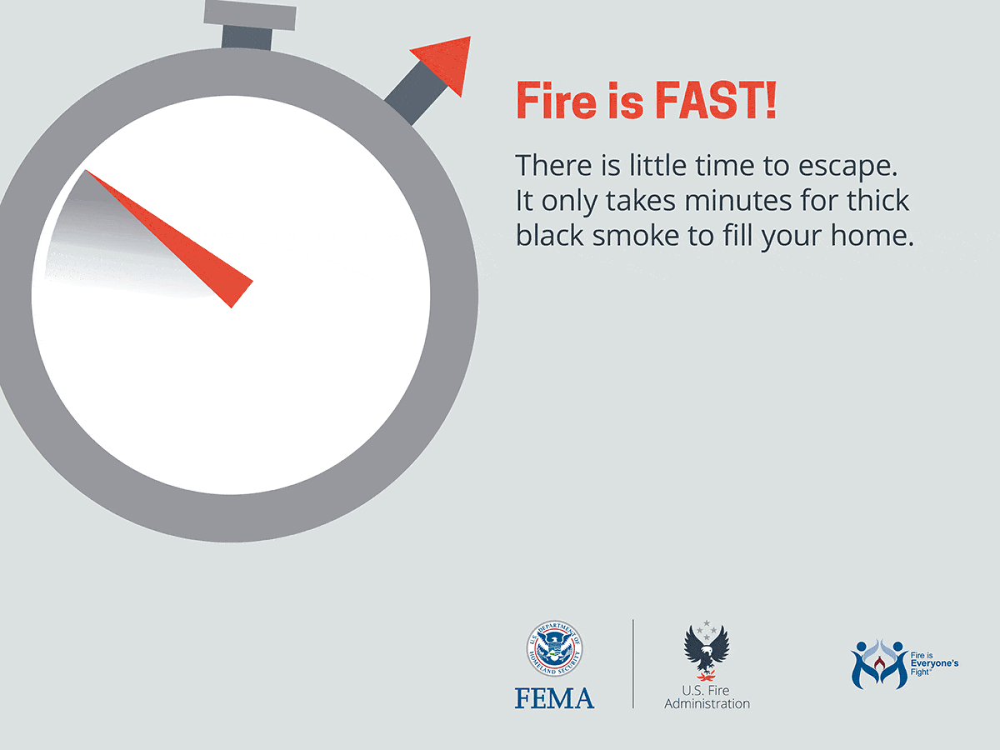 Fire is FAST!
There is little time to escape.
It only takes minutes for thick
black smoke to fill your home.
U.S. DEPARTMENT OF
HOMELAND SECURITY
FEMA
U.S. Fire
Administration
Fire is
Everyone's
Fight™